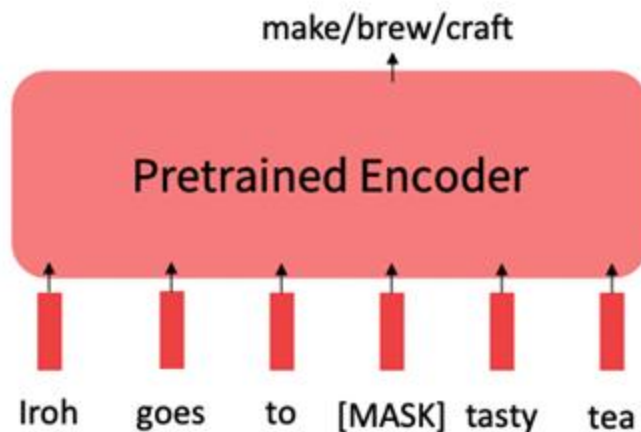 make/brew/craft
Pretrained Encoder
Iroh goes to [MASK] tasty tea